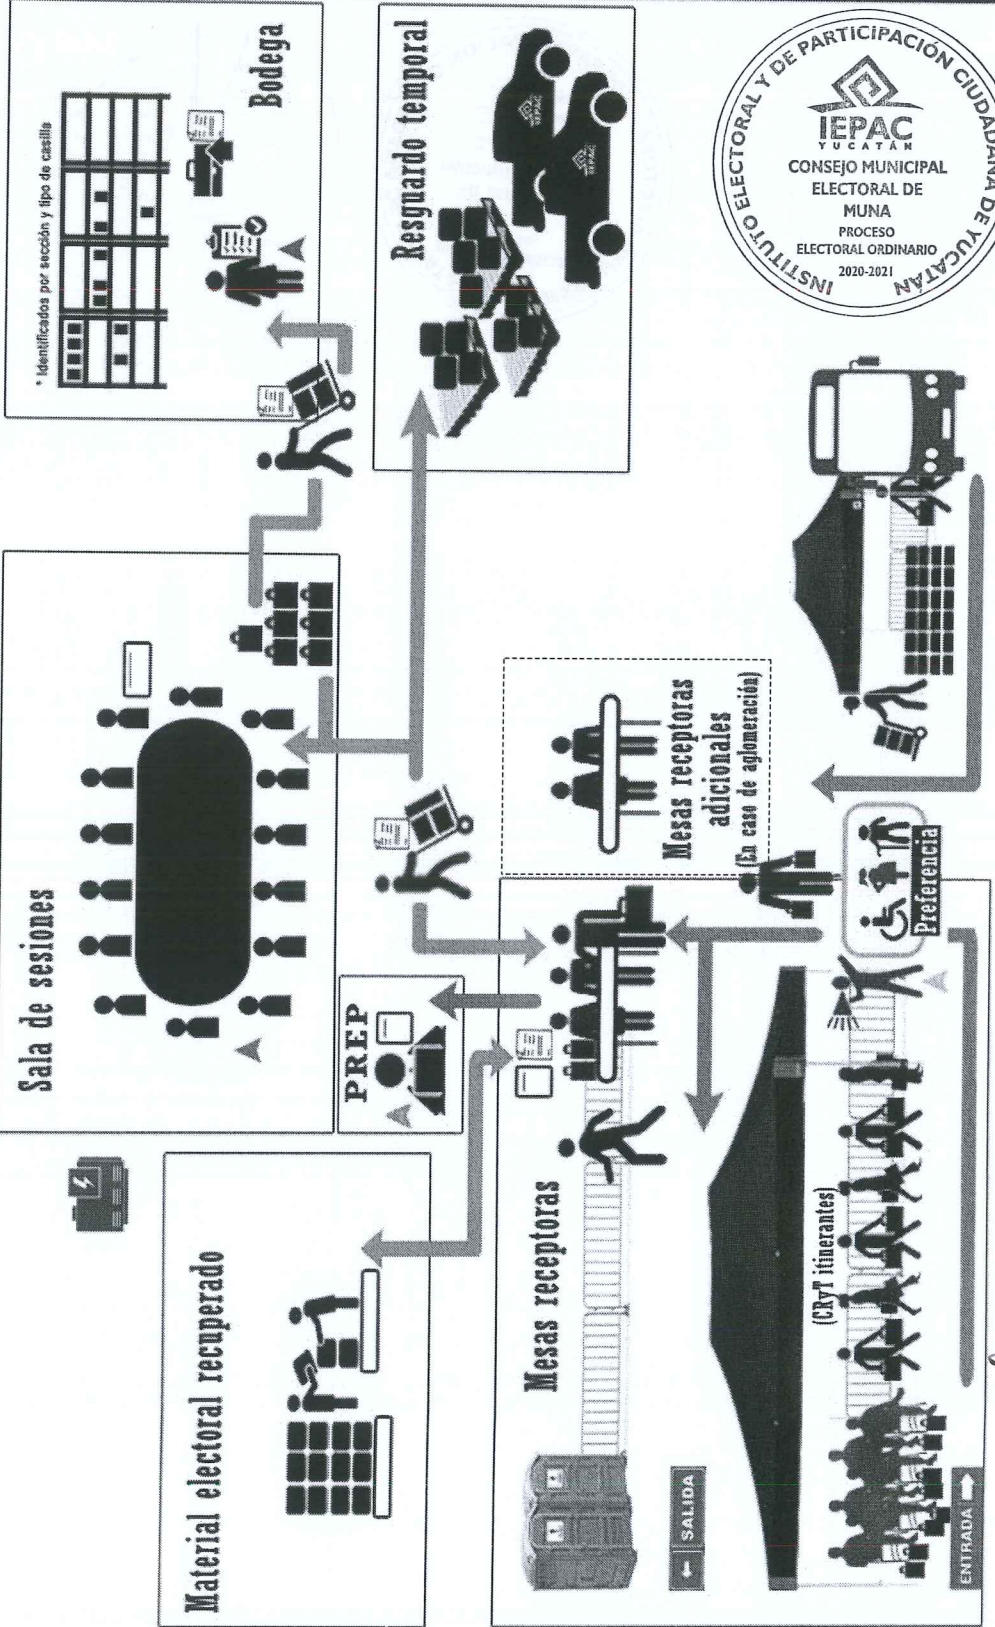 Sala de sesiones
* Identificados por sección y tipo de casilla
Bodega
Resguardo temporal
PREP
Material electoral recuperado
Mesas receptoras
Mesas receptoras
adicionales
(En caso de aglomeración)
Preferencia
(CRyT itinerantes)
← SALIDA
ENTRADA →
IEPAC
IEPAC
INSTITUTO ELECTORAL Y DE PARTICIPACIÓN CIUDADANA DE YUCATÁN
IEPAC
YUCATÁN
CONSEJO MUNICIPAL
ELECTORAL DE
MUNA
PROCESO
ELECTORAL ORDINARIO
2020-2021